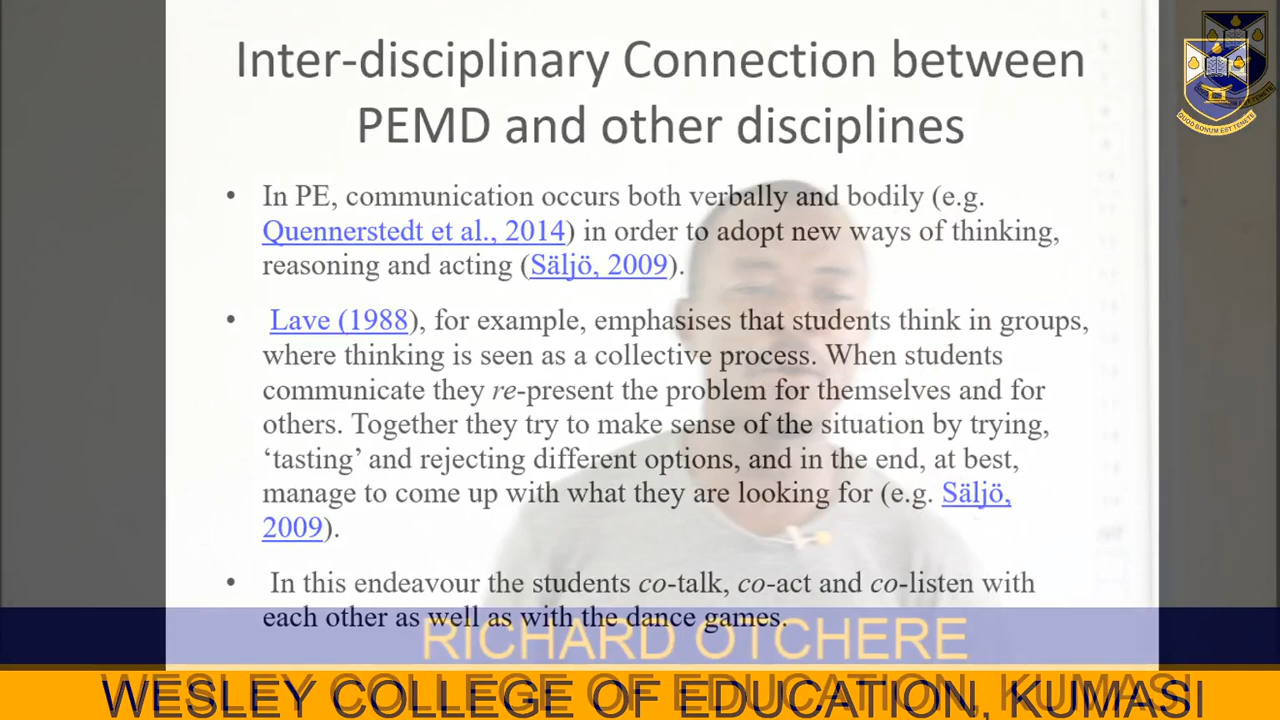 Inter-disciplinary Connection between
PEMD and other disciplines
• In PE, communication occurs both verbally and bodily (e.g.
Quennerstedt et al., 2014) in order to adopt new ways of thinking,
reasoning and acting (Säljö, 2009).
• Lave (1988), for example, emphasises that students think in groups,
where thinking is seen as a collective process. When students
communicate they re-present the problem for themselves and for
others. Together they try to make sense of the situation by trying,
‘tasting’ and rejecting different options, and in the end, at best,
manage to come up with what they are looking for (e.g. Säljö,
2009).
• In this endeavour the students co-talk, co-act and co-listen with
each other as well as with the dance games.
RICHARD OTCHERE
WESLEY COLLEGE OF EDUCATION, KUMASI
QUOD BONUM EST TENETE